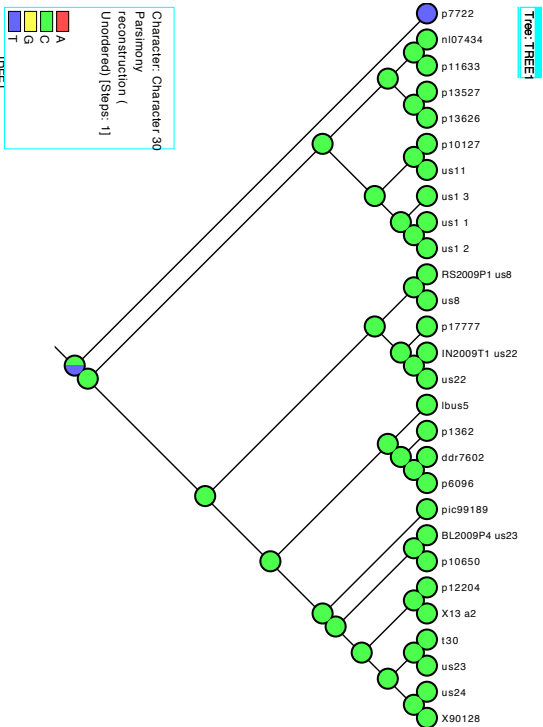 Tree: TREE1
Character: Character 30
Parsimony
reconstruction (
Unordered) [Steps: 1]
A
C
G
T
p7722
nl07434
p11633
p13527
p13626
p10127
us11
us1 3
us1 1
us1 2
RS2009P1 us8
us8
p17777
IN2009T1 us22
us22
lbus5
p1362
ddr7602
p6096
pic99189
BL2009P4 us23
p10650
p12204
X13 a2
t30
us23
us24
X90128